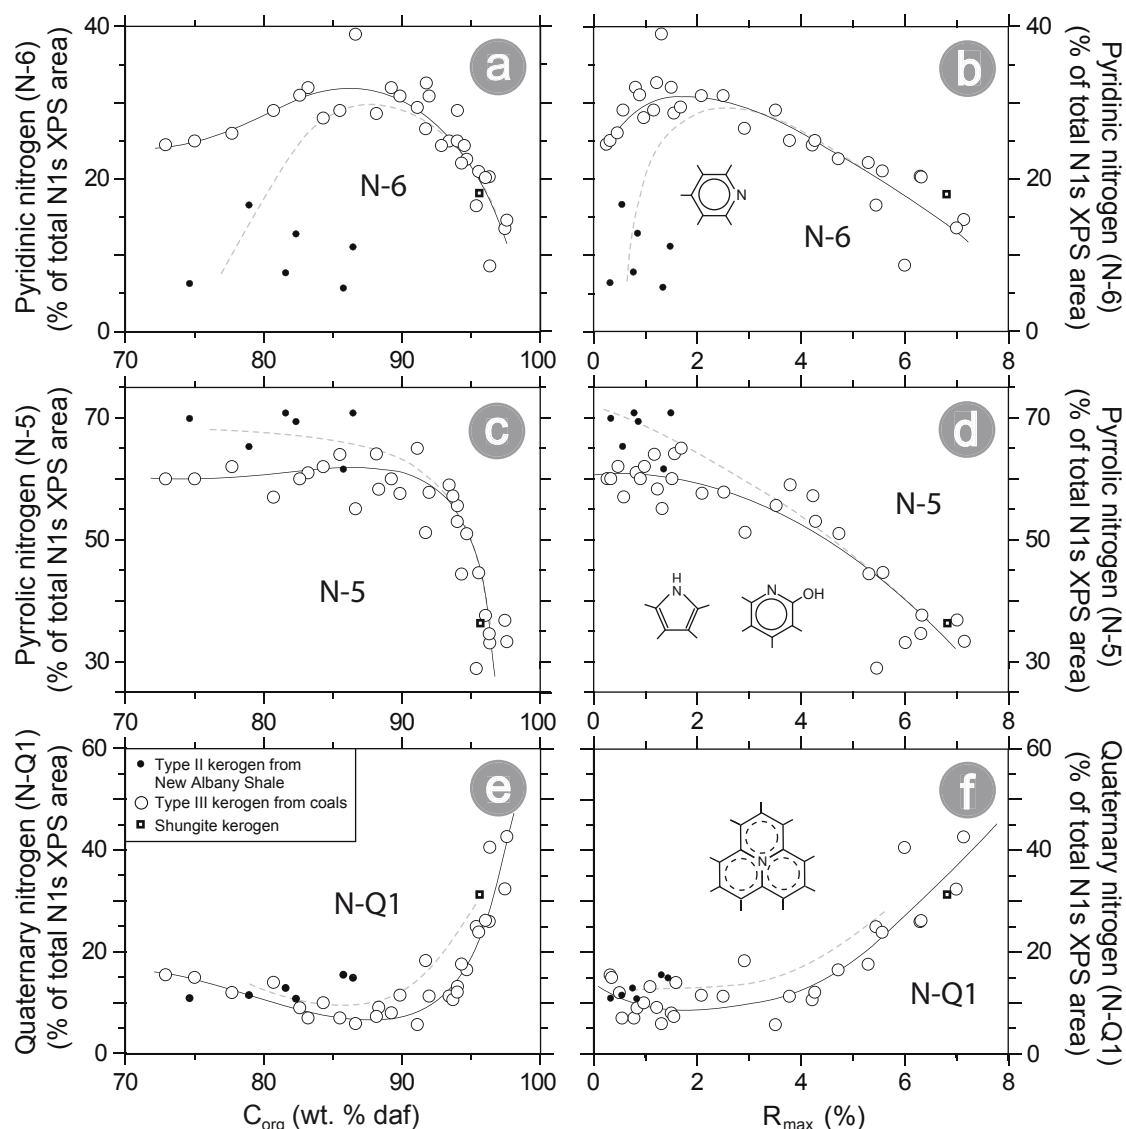 Pyridinic nitrogen (N-6)
(% of total N1s XPS area)
40
20
0
a
N-6
70
80
90
100
b
N
N-6
40
20
0
Pyridinic nitrogen (N-6)
(% of total N1s XPS area)
0
2
4
6
8
Pyrrolic nitrogen (N-5)
(% of total N1s XPS area)
70
50
30
c
N-5
70
80
90
100
d
N-5
H
N
N
OH
70
50
30
Pyrrolic nitrogen (N-5)
(% of total N1s XPS area)
0
2
4
6
8
Quaternary nitrogen (N-Q1)
(% of total N1s XPS area)
60
40
20
0
Type II kerogen from
New Albany Shale
Type III kerogen from coals
Shungite kerogen
e
N-Q1
70
80
90
100
Corg (wt. % daf)
f
N
N-Q1
60
40
20
0
Quaternary nitrogen (N-Q1)
(% of total N1s XPS area)
0
2
4
6
8
Rmax (%)